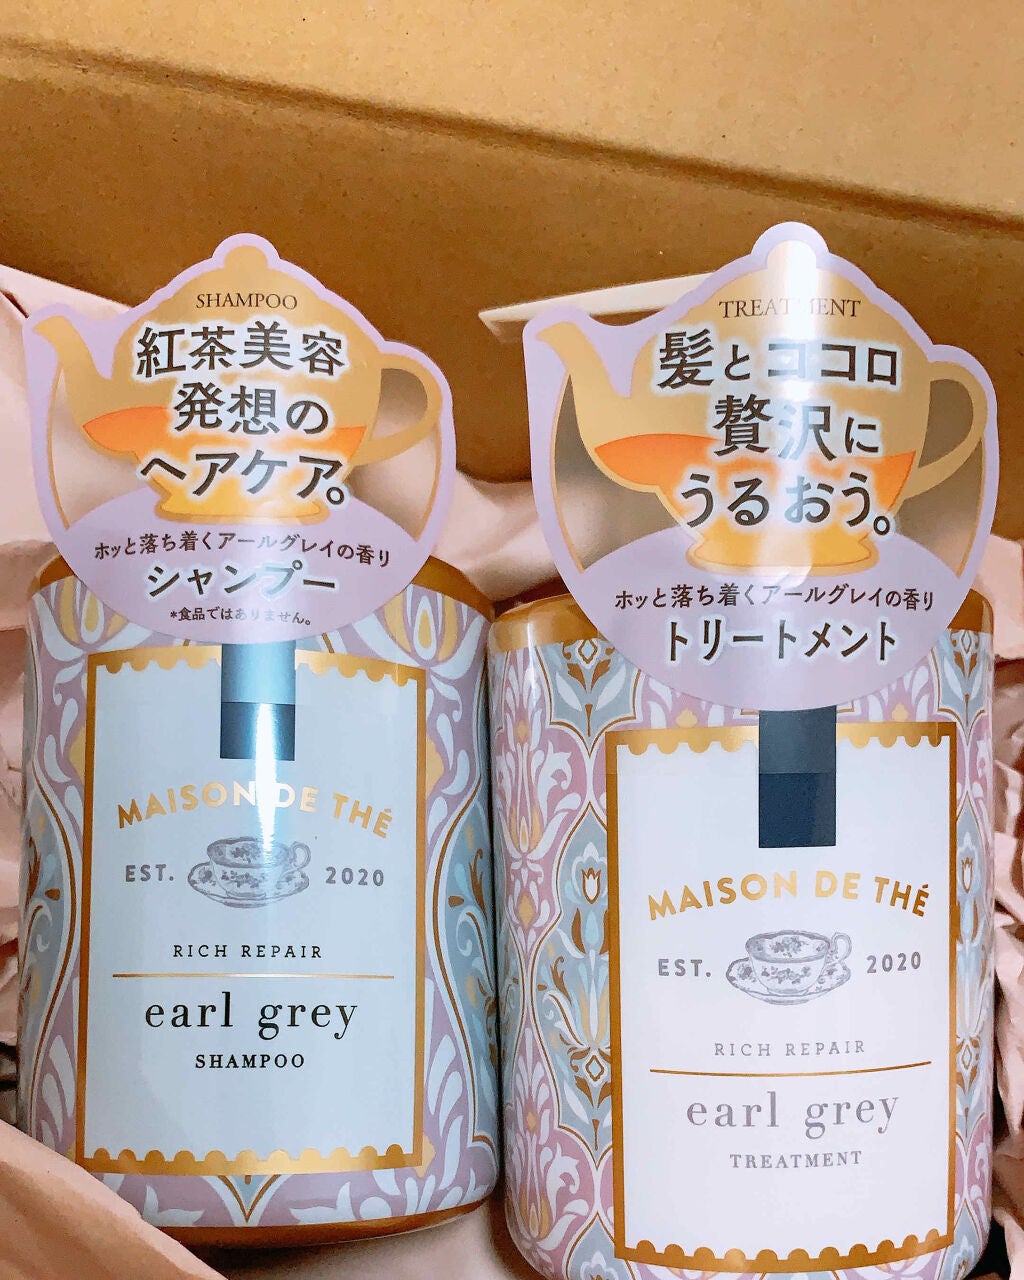 SHAMPOO
紅茶美容
発想の
ヘアケア。
ホッと落ち着くアールグレイの香り
シャンプー
*食品ではありません。
MAISON DE THÉ
EST. 2020
RICH REPAIR
earl grey
SHAMPOO
TREATMENT
髪とココロ
贅沢に
うるおう。
ホッと落ち着くアールグレイの香り
トリートメント
MAISON DE THÉ
EST. 2020
RICH REPAIR
earl grey
TREATMENT